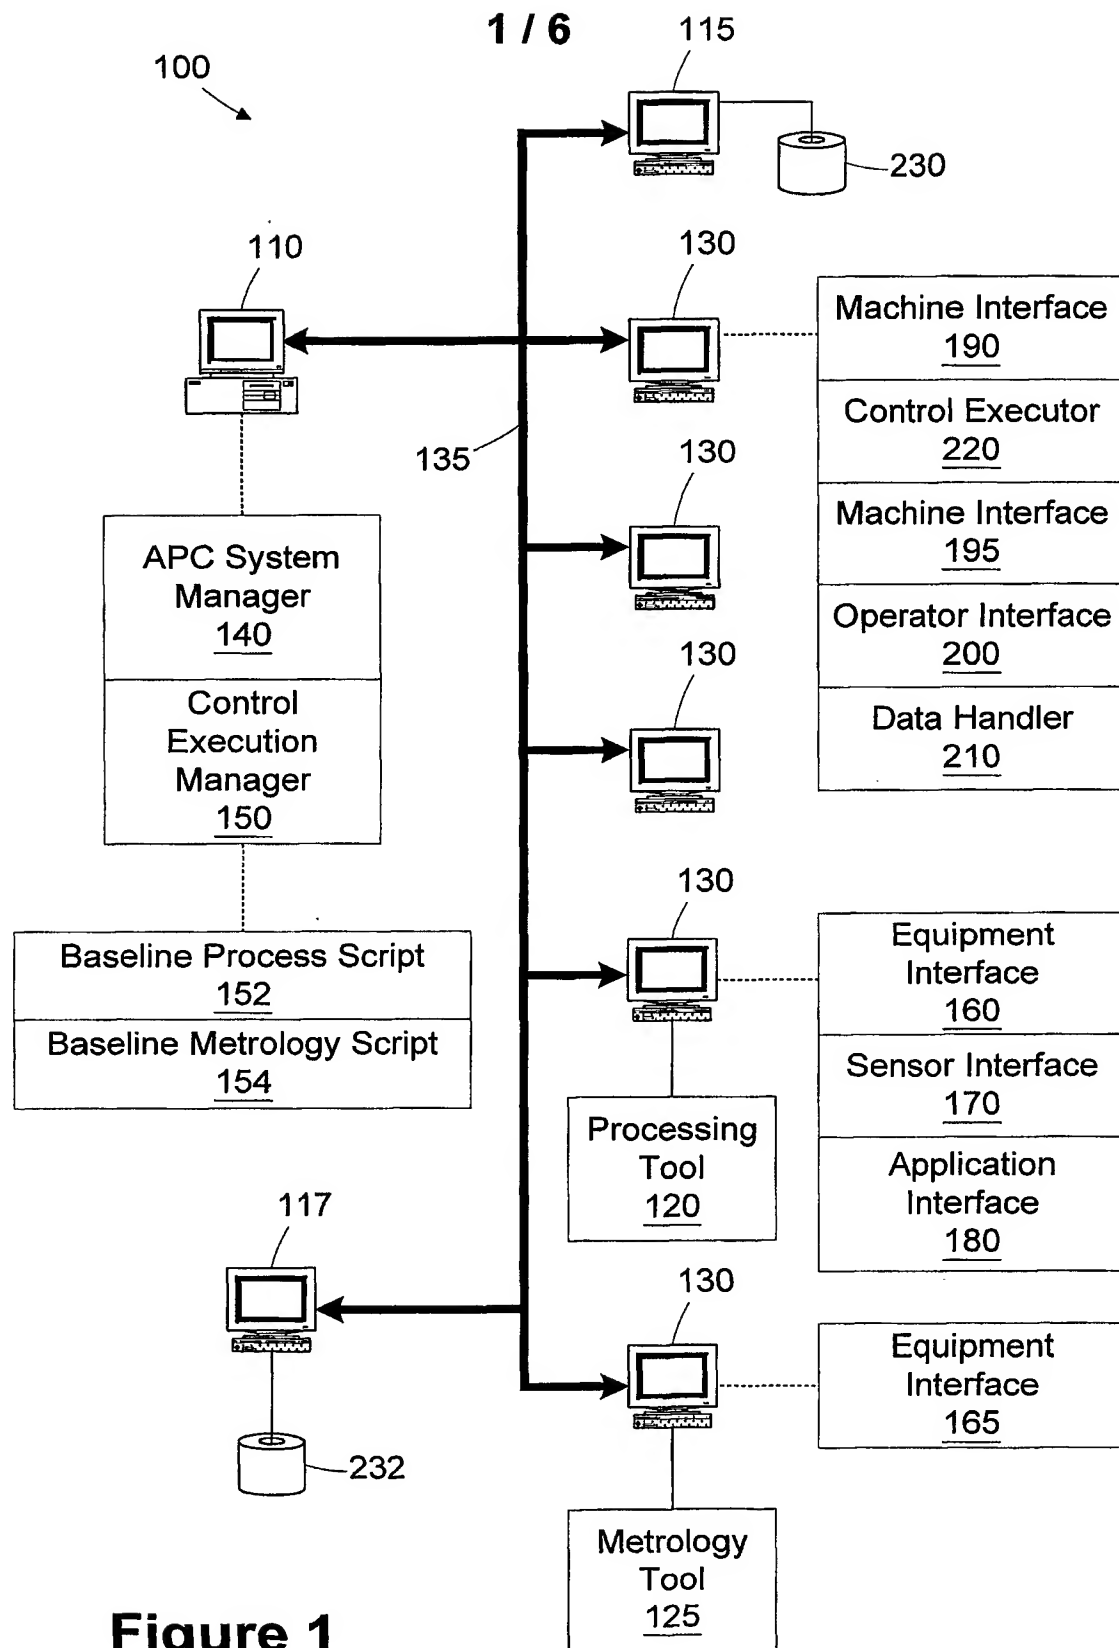 1 / 6
115
100
230
110
130
Machine Interface
190
Control Executor
220
135
130
Machine Interface
195
APC System
Manager
140
Operator Interface
200
130
Control
Execution
Manager
150
Data Handler
210
130
Baseline Process Script
152
Equipment
Interface
160
Baseline Metrology Script
154
Sensor Interface
170
Processing
Tool
120
Application
Interface
180
117
130
Equipment
Interface
165
232
Metrology
Tool
125
Figure 1